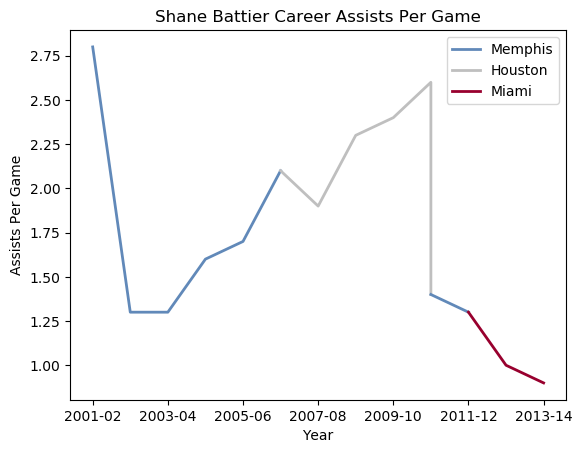 Shane Battier Career Assists Per Game
Memphis
Houston
Miami
2.75
2.50
2.25
2.00
1.75
1.50
1.25
1.00
Assists Per Game
2001-02 2003-04 2005-06 2007-08 2009-10 2011-12 2013-14
Year